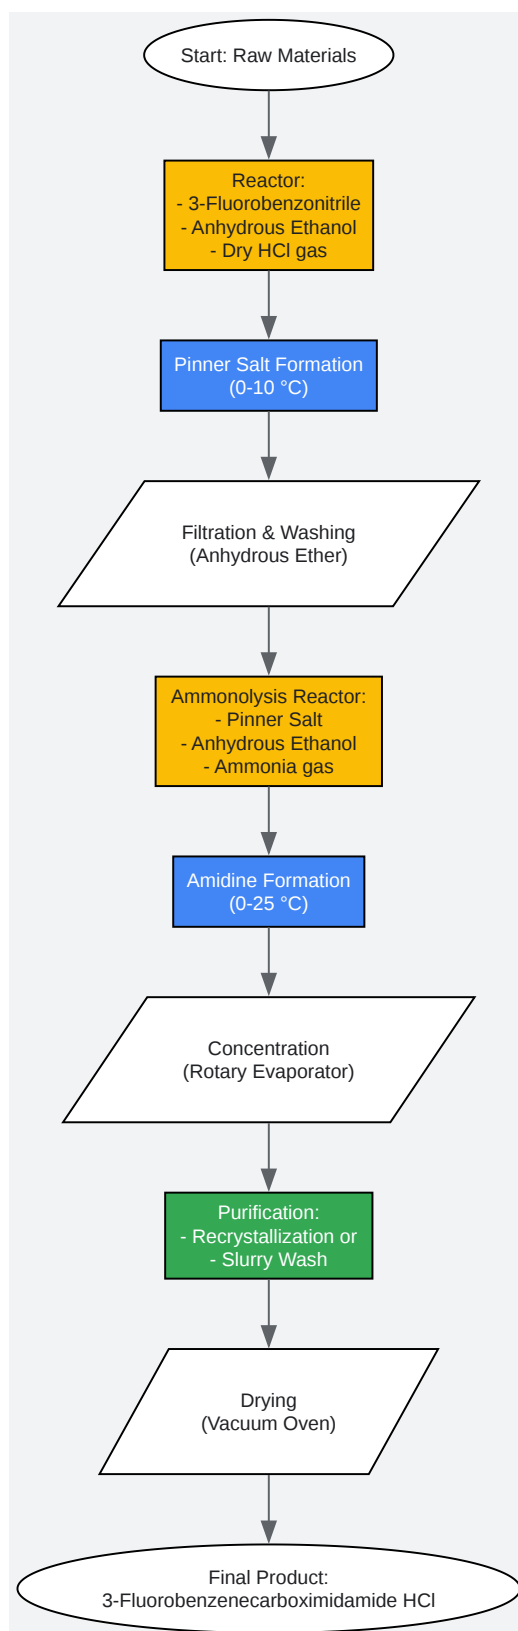 Start: Raw Materials
Reactor:
- 3-Fluorobenzonitrile
- Anhydrous Ethanol
- Dry HCl gas
Pinner Salt Formation
(0-10 °C)
Filtration & Washing
(Anhydrous Ether)
Ammonolysis Reactor:
- Pinner Salt
- Anhydrous Ethanol
- Ammonia gas
Amidine Formation
(0-25 °C)
Concentration
(Rotary Evaporator)
Purification:
- Recrystallization or
- Slurry Wash
Drying
(Vacuum Oven)
Final Product:
3-Fluorobenzenecarboximidamide HCl